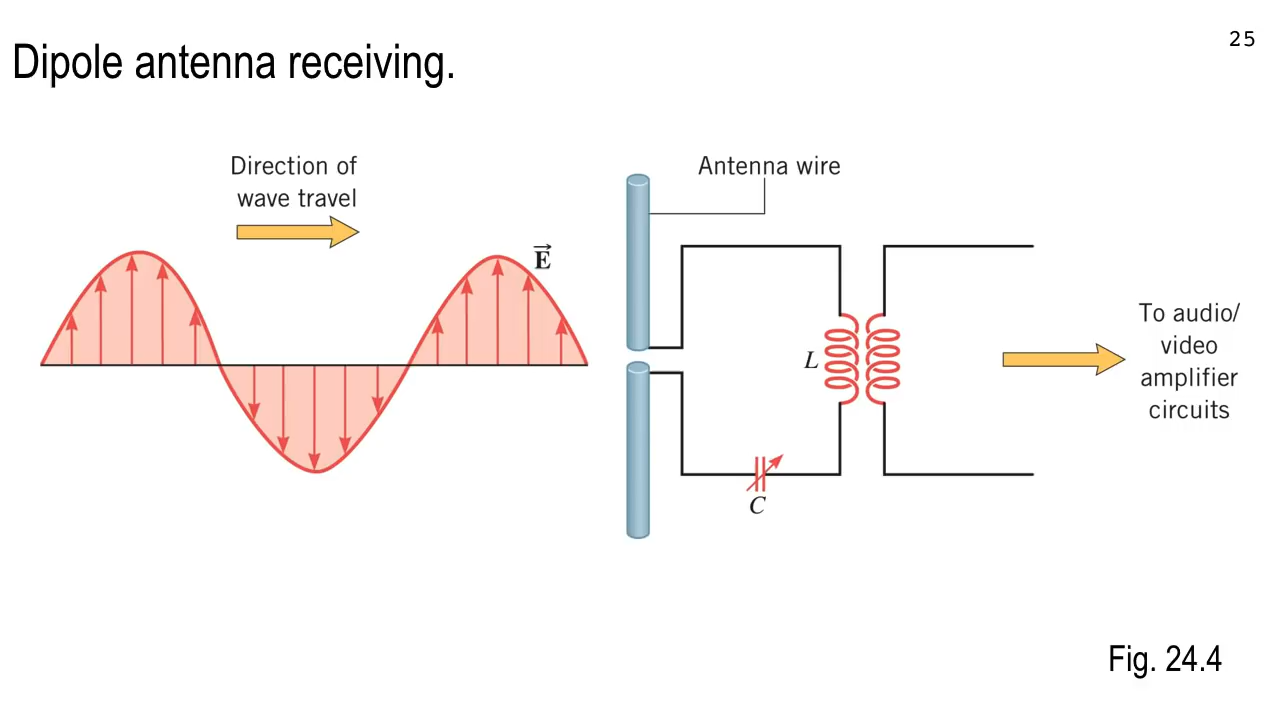 25
Dipole antenna receiving.
Direction of
wave travel
Antenna wire
E
L
C
To audio/
video
amplifier
circuits
Fig. 24.4